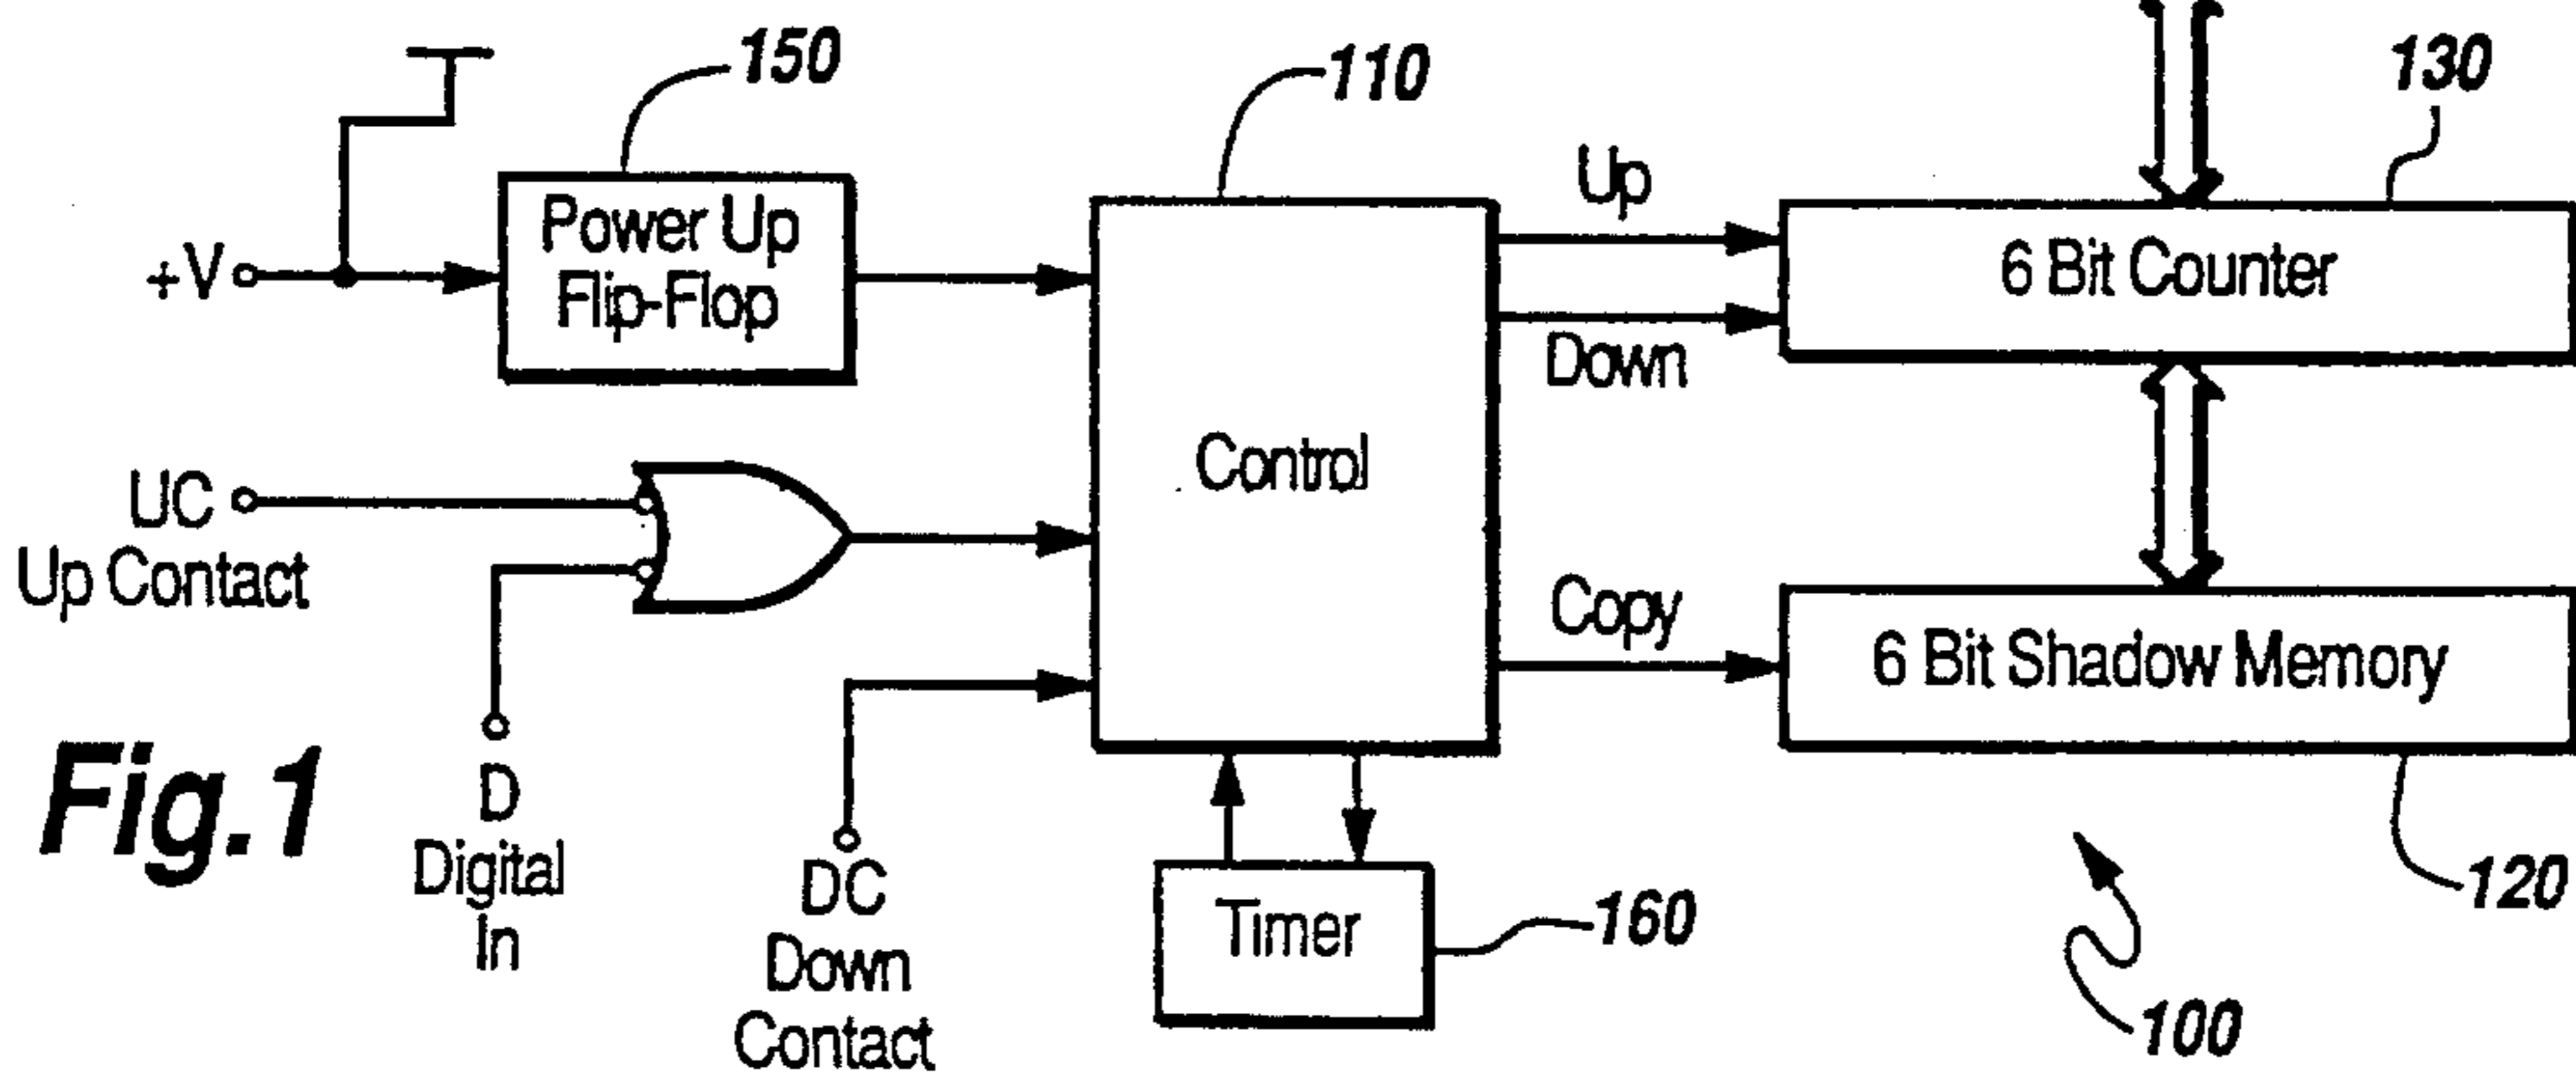 150
110
130
Power Up
Flip-Flop
+V
Up
6 Bit Counter
Down
Control
UC
Up Contact
Copy
6 Bit Shadow Memory
Fig.1
D
Digital
In
DC
Down
Contact
Timer
160
120
100